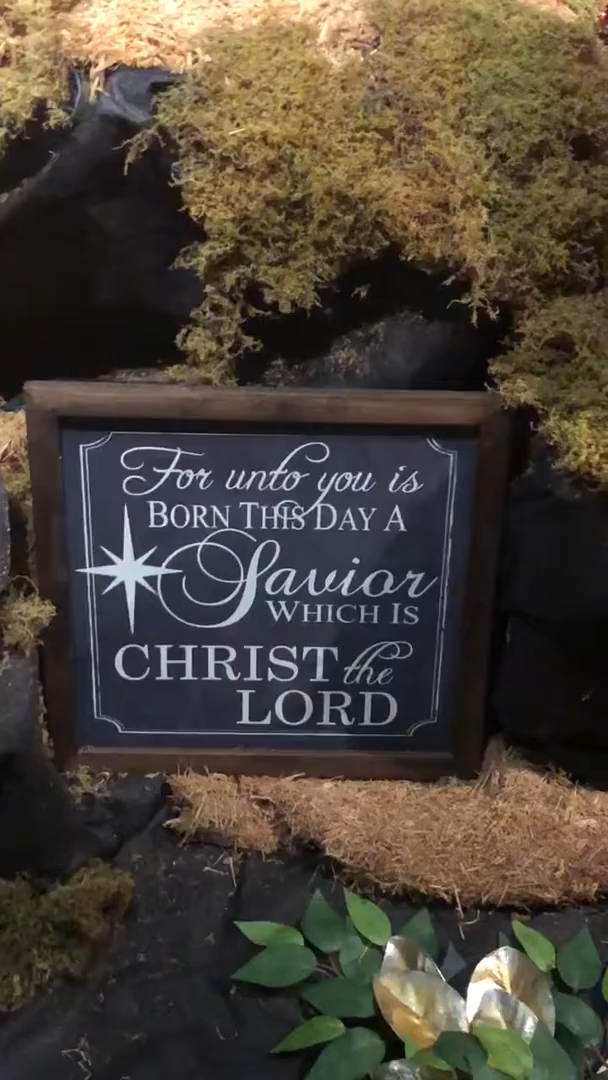 For unto you is
BORN THIS DAY A
Savior
WHICH IS
CHRIST the
LORD